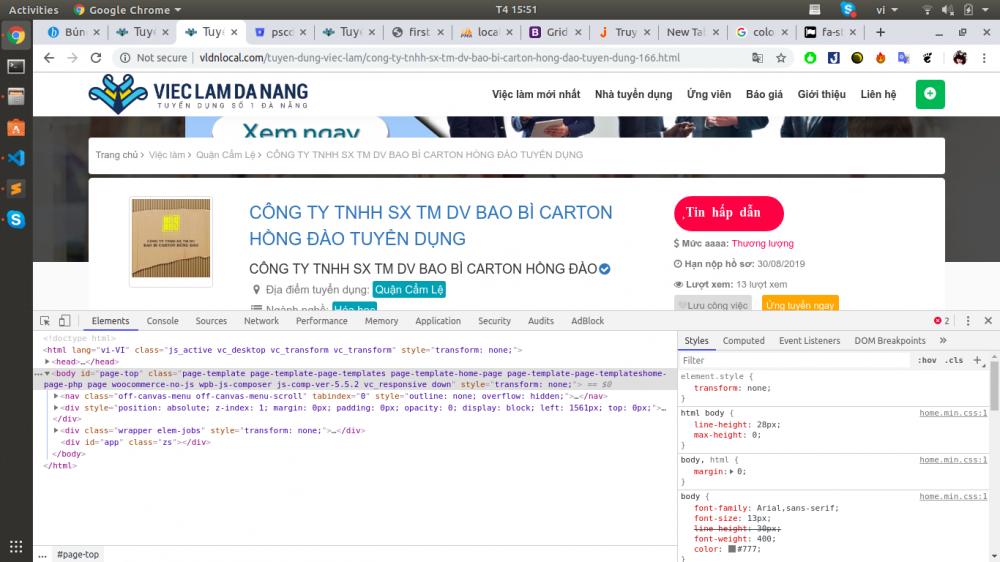 Activities Google Chrome T4 15:51 vi
Bún Tuye Tuye pscd Tuye first loca Grid Truy New Tal colo fa-st
Not secure vldnlocal.com/tuyen-dung-viec-lam/cong-ty-tnhh-sx-tm-dv-bao-bi-carton-hong-dao-tuyen-dung-166.html
VIEC LAM DA NANG
TUYỂN DỤNG SỐ 1 ĐÀ NẴNG
Việc làm mới nhất Nhà tuyển dụng Ứng viên Báo giá Giới thiệu Liên hệ
Xem ngay
Trang chủ Việc làm Quận Cẩm Lệ CÔNG TY TNHH SX TM DV BAO BÌ CARTON HỒNG ĐÀO TUYỂN DỤNG
CÔNG TY TNHH SX TM DV
BAO BÌ CARTON HỒNG ĐÀO
CÔNG TY TNHH SX TM DV BAO BÌ CARTON
HỒNG ĐÀO TUYỂN DỤNG
CÔNG TY TNHH SX TM DV BAO BÌ CARTON HỒNG ĐÀO
Địa điểm tuyển dụng: Quận Cẩm Lệ
Ngành nghề: Hóa học
Tin hấp dẫn
$ Mức aaaa: Thương lượng
Hạn nộp hồ sơ: 30/08/2019
Lượt xem: 13 lượt xem
Lưu công việc Ứng tuyển ngay
Elements Console Sources Network Performance Memory Application Security Audits AdBlock 2
<!doctype html>
<html lang="vi-VI" class="js_active vc_desktop vc_transform vc_transform" style="transform: none;">
<head>…</head>
<body id="page-top" class="page-template page-template-page-templates page-template-home-page page-template-page-templateshome-
page-php page woocommerce-no-js wpb-js-composer js-comp-ver-5.5.2 vc_responsive down" style="transform: none;"> == $0
<nav class="off-canvas-menu off-canvas-menu-scroll" tabindex="0" style="outline: none; overflow: hidden;">…</nav>
<div style="position: absolute; z-index: 1; margin: 0px; padding: 0px; opacity: 0; display: block; left: 1561px; top: 0px;">…
</div>
<div class="wrapper elem-jobs" style="transform: none;">…</div>
<div id="app" class="zs"></div>
</body>
</html>
… #page-top
Styles Computed Event Listeners DOM Breakpoints »
Filter :hov .cls +
element.style {
transform: none;
}
html body { home.min.css:1
line-height: 28px;
max-height: 0;
}
body, html { home.min.css:1
margin: 0;
}
body { home.min.css:1
font-family: Arial,sans-serif;
font-size: 13px;
line-height: 30px;
font-weight: 400;
color: #777;
}